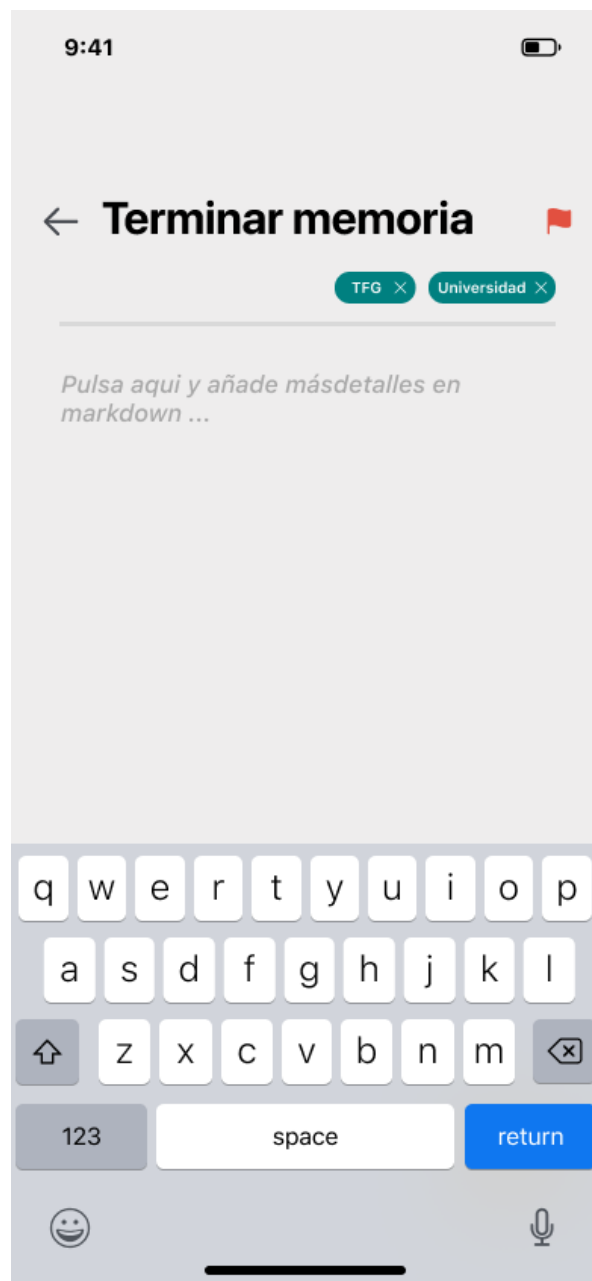 9:41
Terminar memoria
TFG
Universidad
Pulsa aqui y añade másdetalles en
markdown ...
q w e r t y u i o p
a s d f g h j k l
z x c v b n m
123 space return